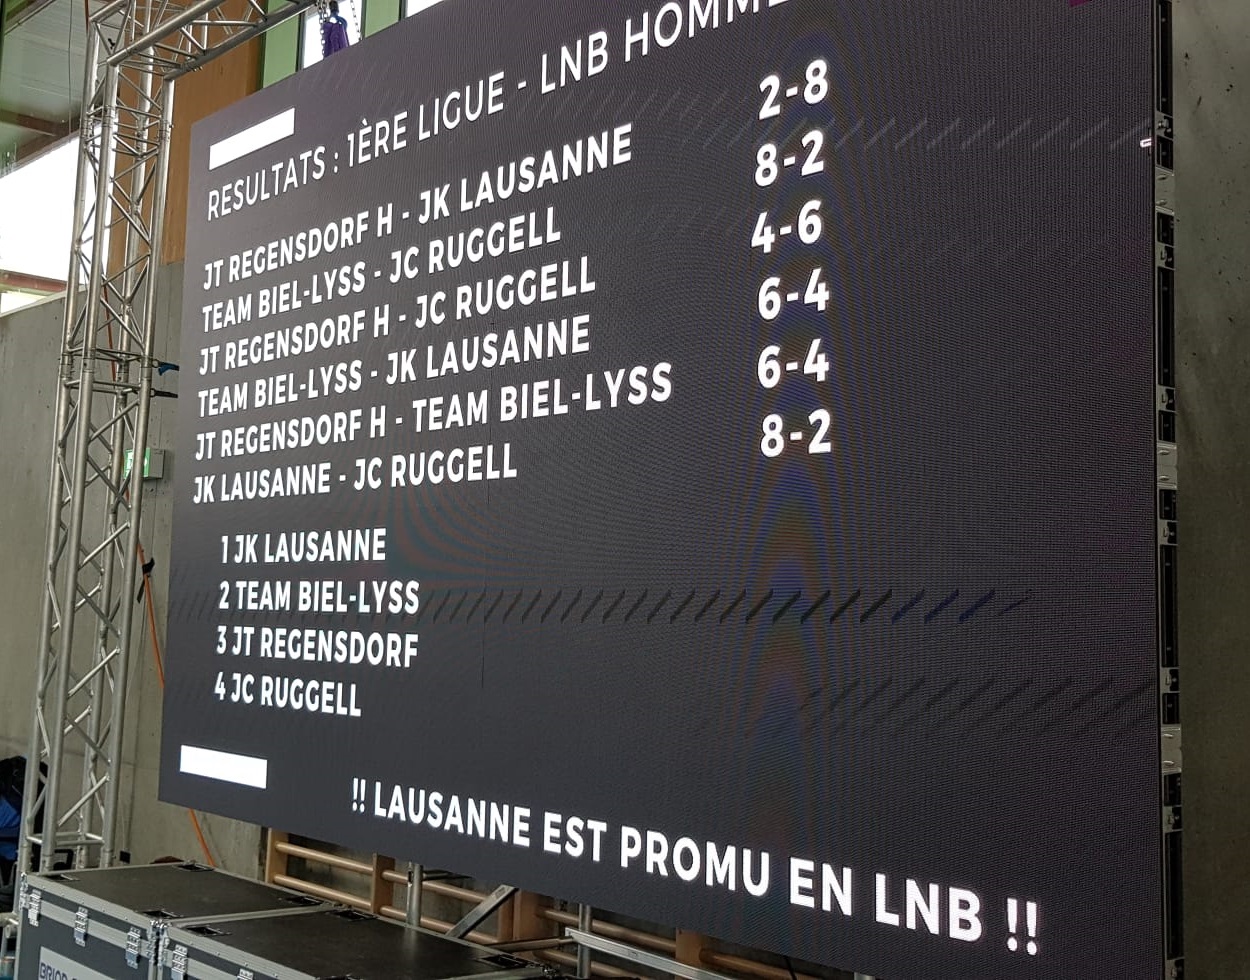 RESULTATS : 1ÈRE LIGUE - LNB HOMME
JT REGENSDORF H - JK LAUSANNE 2-8
TEAM BIEL-LYSS - JC RUGGELL 8-2
JT REGENSDORF H - JC RUGGELL 4-6
TEAM BIEL-LYSS - JK LAUSANNE 6-4
JT REGENSDORF H - TEAM BIEL-LYSS 6-4
JK LAUSANNE - JC RUGGELL 8-2
1 JK LAUSANNE
2 TEAM BIEL-LYSS
3 JT REGENSDORF
4 JC RUGGELL
!! LAUSANNE EST PROMU EN LNB !!